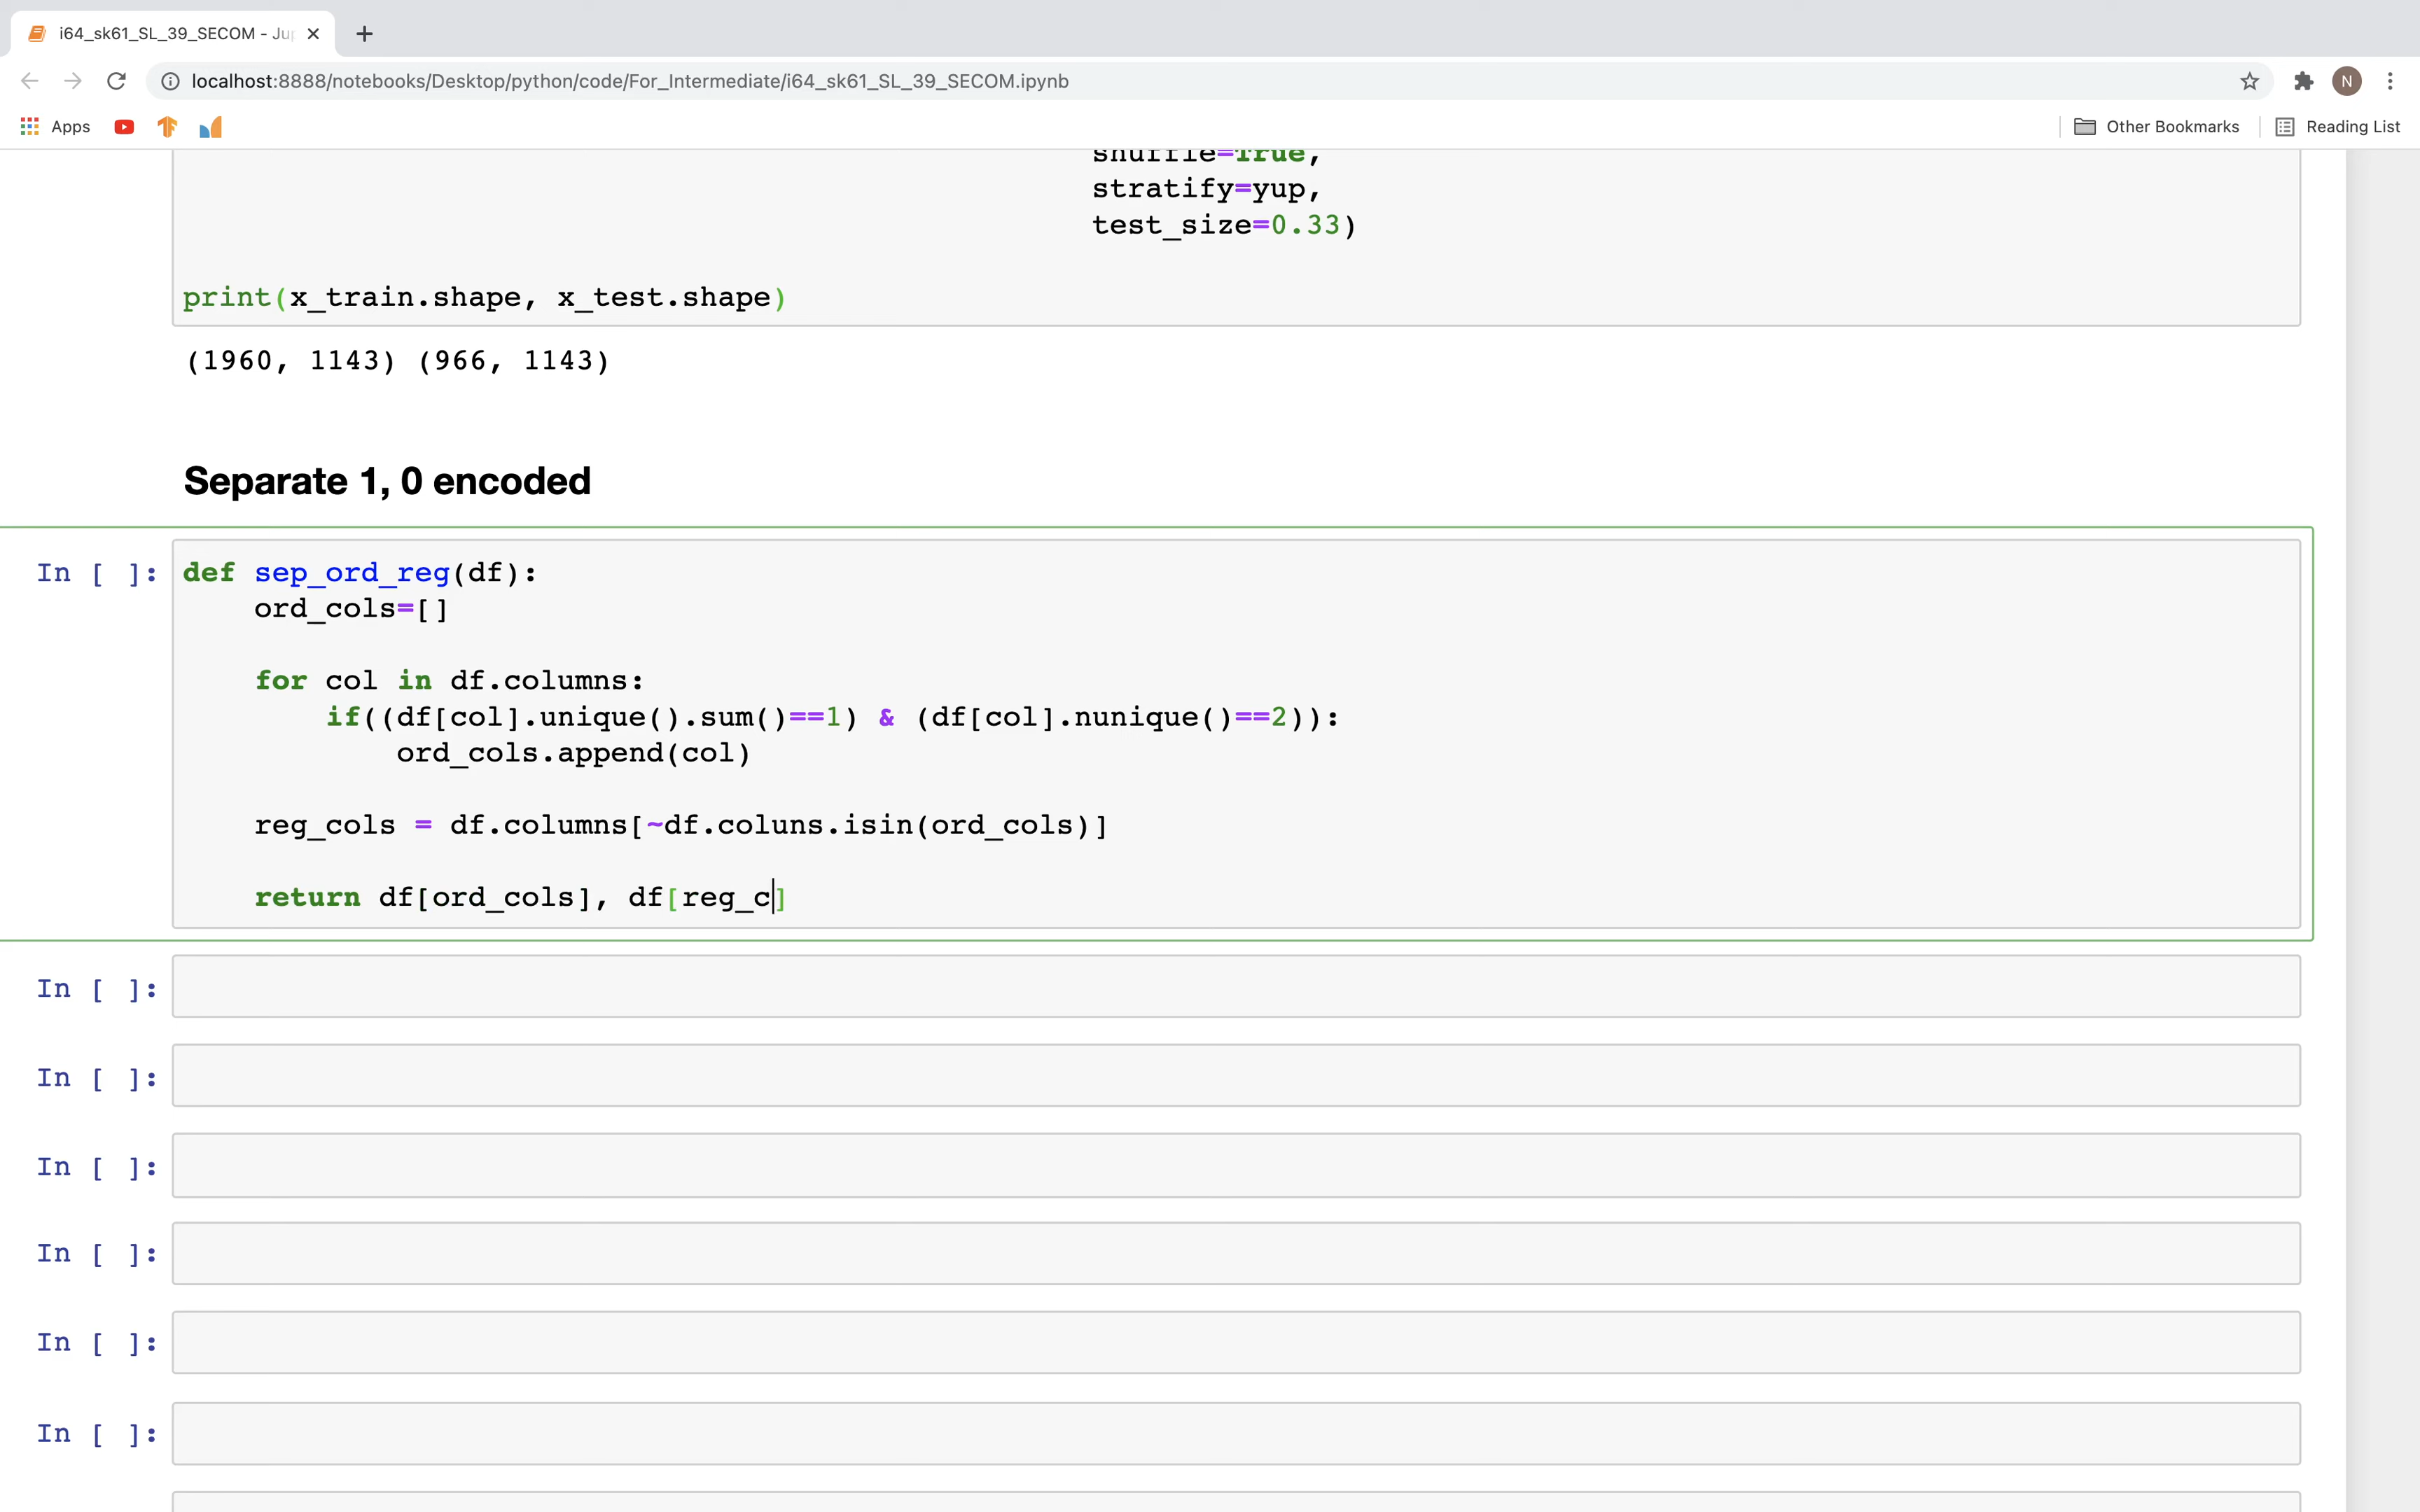 i64_sk61_SL_39_SECOM - Ju
localhost:8888/notebooks/Desktop/python/code/For_Intermediate/i64_sk61_SL_39_SECOM.ipynb
N
Apps
Other Bookmarks
Reading List
shuffle=True,
stratify=yup,
test_size=0.33)
print(x_train.shape, x_test.shape)
(1960, 1143) (966, 1143)
Separate 1, 0 encoded
In [ ]:
def sep_ord_reg(df):
ord_cols=[]
for col in df.columns:
if((df[col].unique().sum()==1) & (df[col].nunique()==2)):
ord_cols.append(col)
reg_cols = df.columns[~df.coluns.isin(ord_cols)]
return df[ord_cols], df[reg_c]
In [ ]:
In [ ]:
In [ ]:
In [ ]:
In [ ]:
In [ ]: